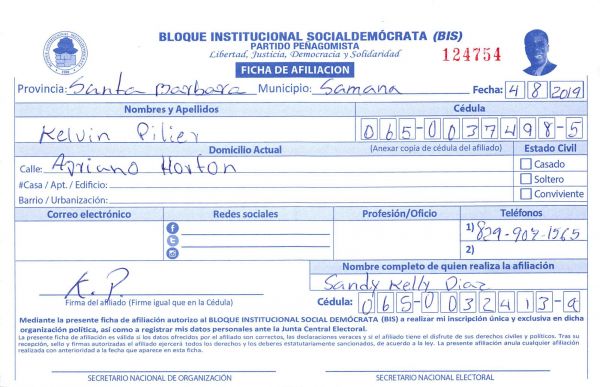 BLOQUE INSTITUCIONAL SOCIALDEMÓCRATA (BIS)
PARTIDO PEÑAGOMISTA
Libertad, Justicia, Democracia y Solidaridad
124754
FICHA DE AFILIACION
Provincia: Santa Barbara Municipio: Samana Fecha: 4 8 2019
Nombres y Apellidos Cédula
Kelvin Pilier 065-0037498-5
Domicilio Actual (Anexar copia de cédula del afiliado) Estado Civil
Calle: Apriano Horton Casado
#Casa / Apt. / Edificio: Soltero
Barrio / Urbanización: Conviviente
Correo electrónico Redes sociales Profesión/Oficio Teléfonos
1) 829-907-1565
2)
Nombre completo de quien realiza la afiliación
K.P. Sandy Kelly Diaz
Firma del afiliado (Firme igual que en la Cédula) Cédula: 065-0032413-9
Mediante la presente ficha de afiliación autorizo al BLOQUE INSTITUCIONAL SOCIAL DEMÓCRATA (BIS) a realizar mi inscripción única y exclusiva en dicha
organización política, así como a registrar mis datos personales ante la Junta Central Electoral.
La presente ficha de afiliación es válida si los datos ofrecidos por el afiliado son correctos, las declaraciones veraces y si el afiliado tiene el disfrute de sus derechos civiles y políticos. Tras su
recepción, sello y firmas autorizadas el afiliado ejercerá todos los derechos y los deberes estatutariamente sancionados, de acuerdo a la ley. La presente afiliación anula cualquier afiliación
realizada con anterioridad a la fecha que aparece en esta ficha.
SECRETARIO NACIONAL DE ORGANIZACIÓN SECRETARIO NACIONAL ELECTORAL